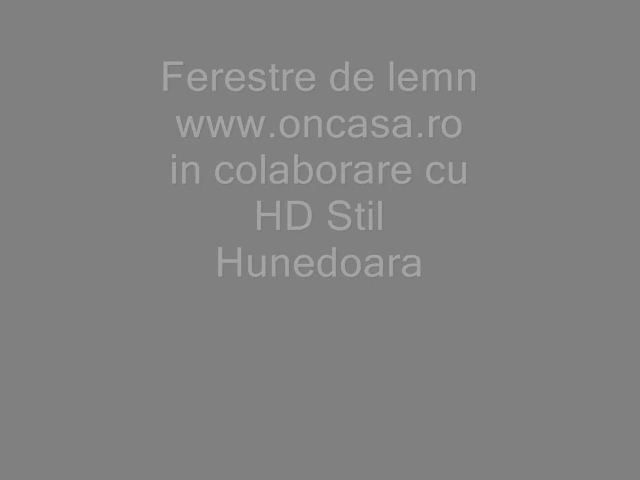 Ferestre de lemn
www.oncasa.ro
in colaborare cu
HD Stil
Hunedoara